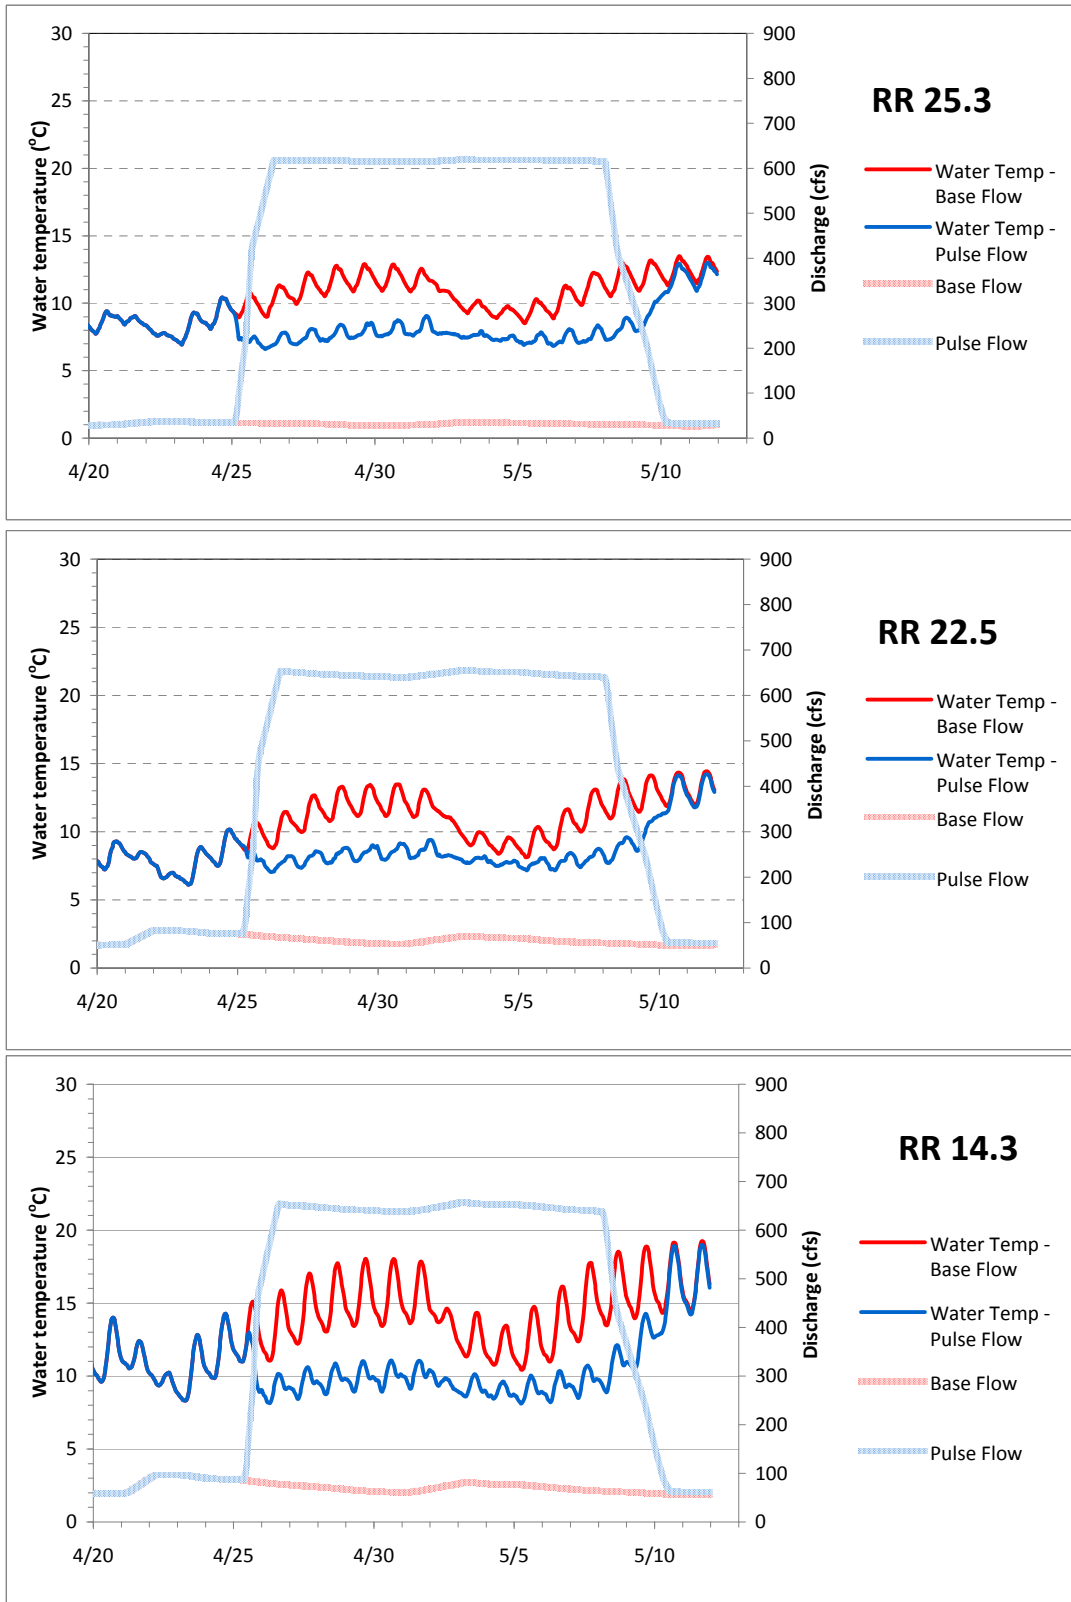 30
25
20
15
10
5
0
Water temperature (°C)
900
800
700
600
500
400
300
200
100
0
Discharge (cfs)
4/20
4/25
4/30
5/5
5/10
RR 25.3
Water Temp -
Base Flow
Water Temp -
Pulse Flow
Base Flow
Pulse Flow
30
25
20
15
10
5
0
Water temperature (°C)
900
800
700
600
500
400
300
200
100
0
Discharge (cfs)
4/20
4/25
4/30
5/5
5/10
RR 22.5
Water Temp -
Base Flow
Water Temp -
Pulse Flow
Base Flow
Pulse Flow
30
25
20
15
10
5
0
Water temperature (°C)
900
800
700
600
500
400
300
200
100
0
Discharge (cfs)
4/20
4/25
4/30
5/5
5/10
RR 14.3
Water Temp -
Base Flow
Water Temp -
Pulse Flow
Base Flow
Pulse Flow